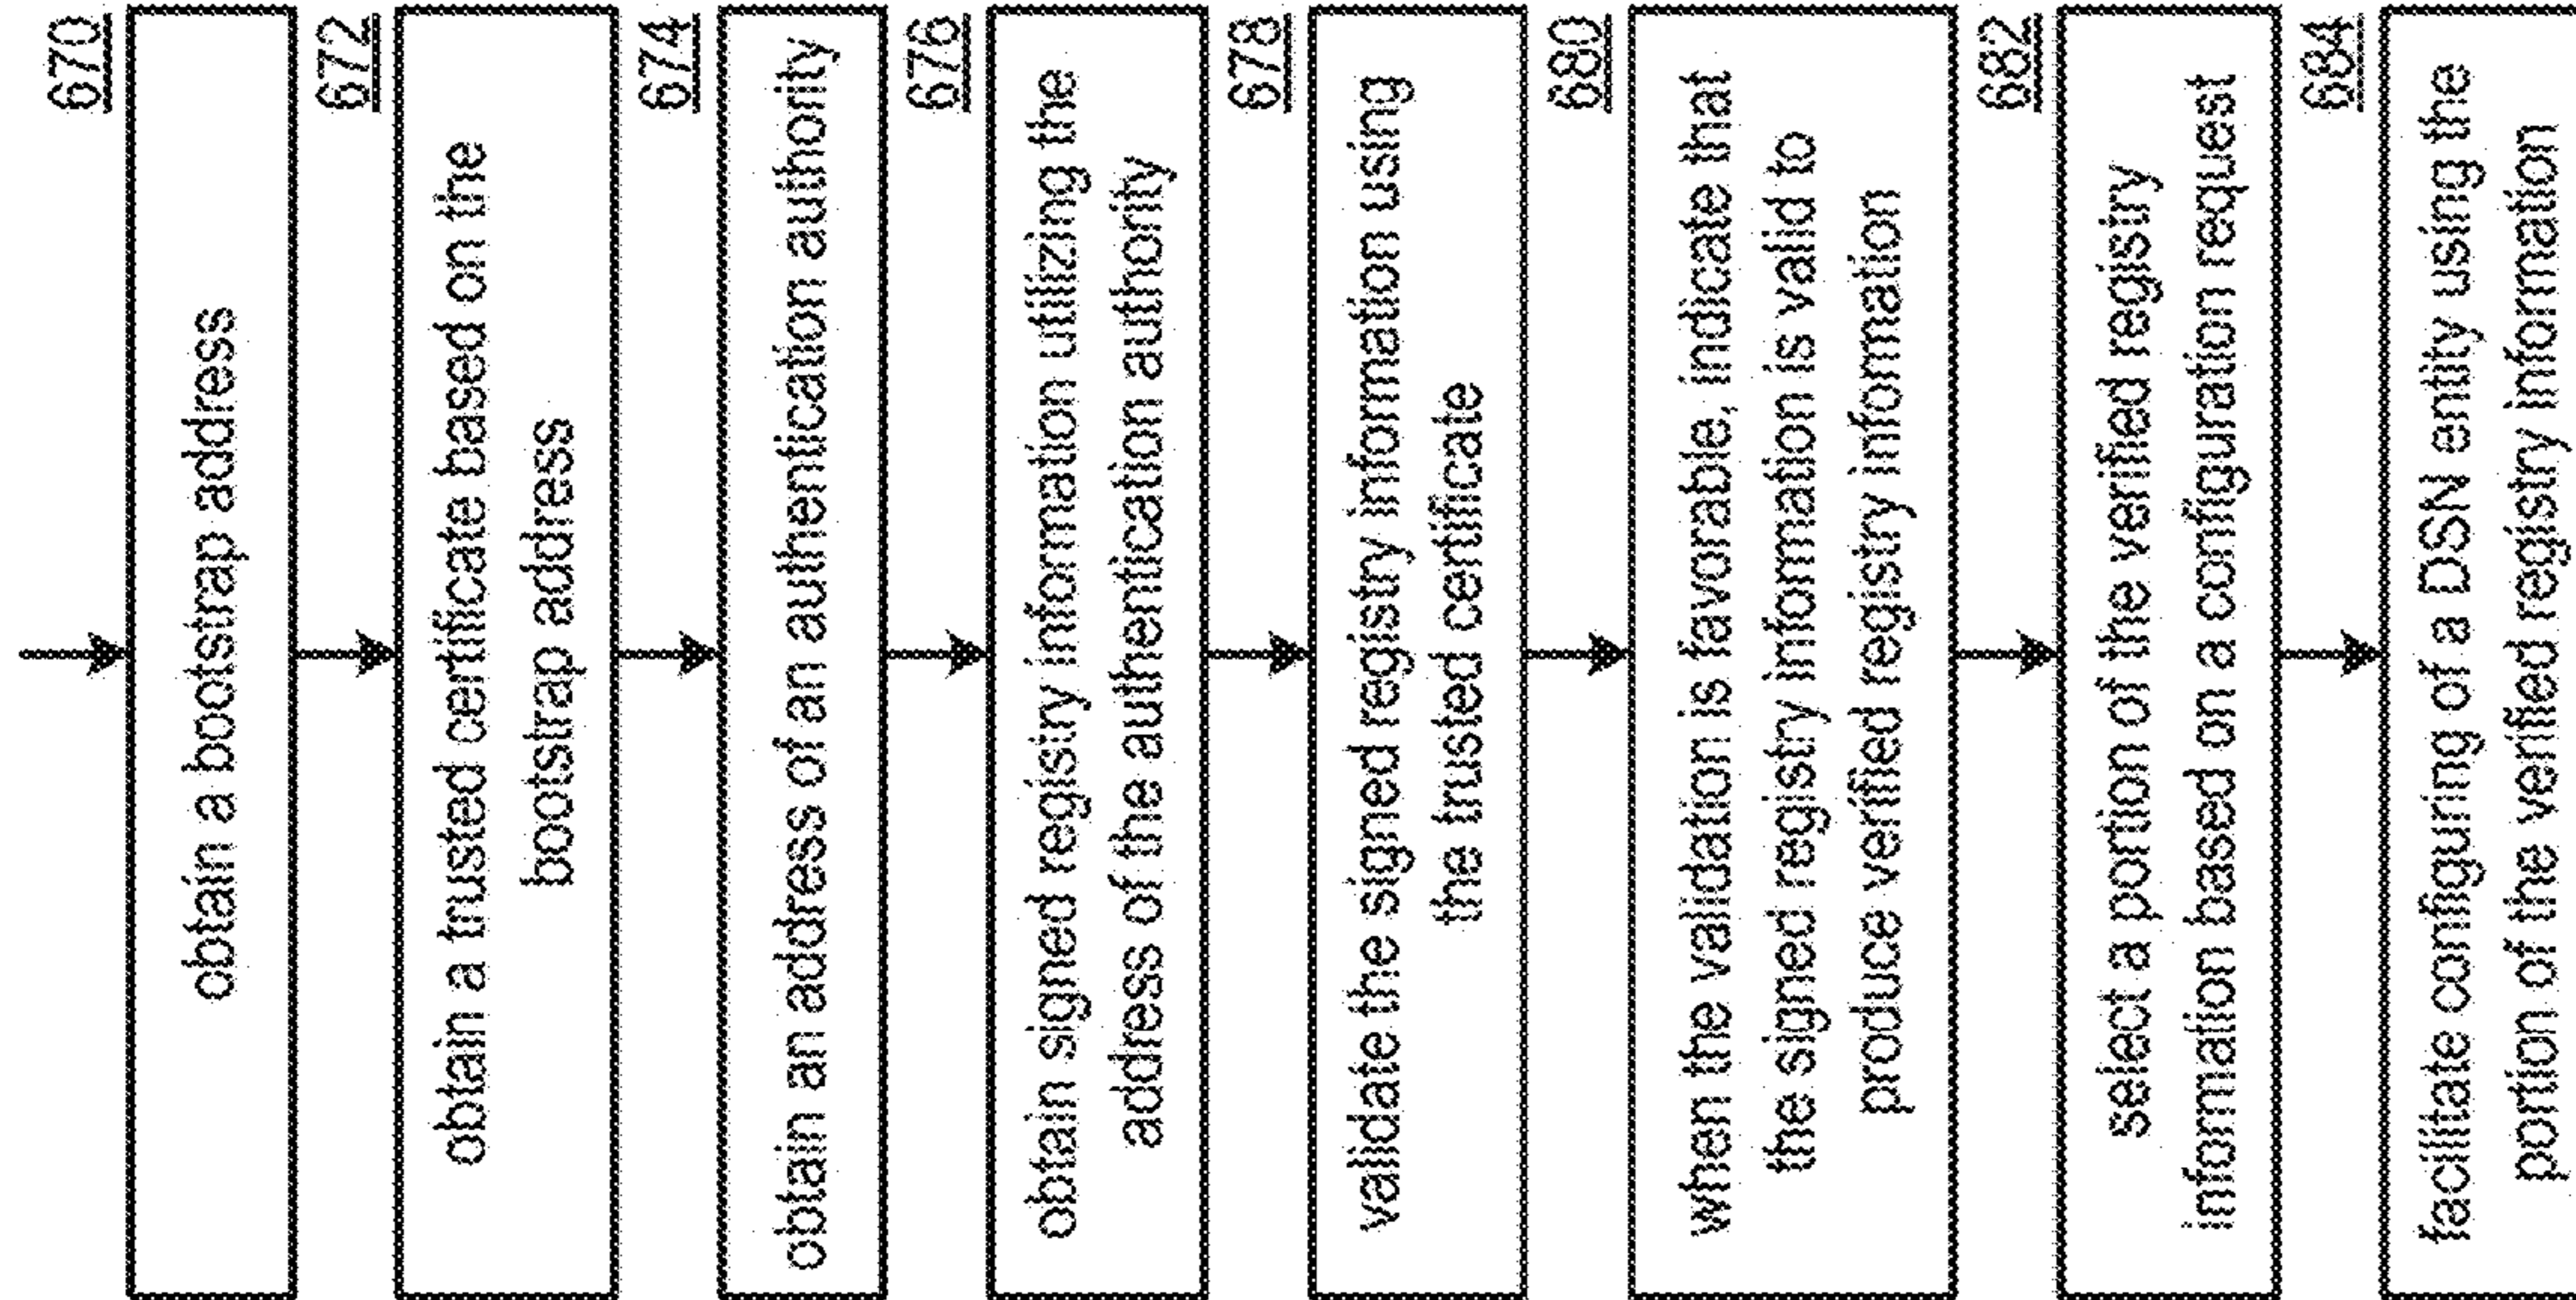 670
obtain a bootstrap address
672
obtain a trusted certificate based on the
bootstrap address
674
obtain an address of an authentication authority
676
obtain signed registry information utilizing the
address of the authentication authority
678
validate the signed registry information using
the trusted certificate
680
when the validation is favorable, indicate that
the signed registry information is valid to
produce verified registry information
682
select a portion of the verified registry
information based on a configuration request
684
facilitate configuring of a DSN entity using the
portion of the verified registry information